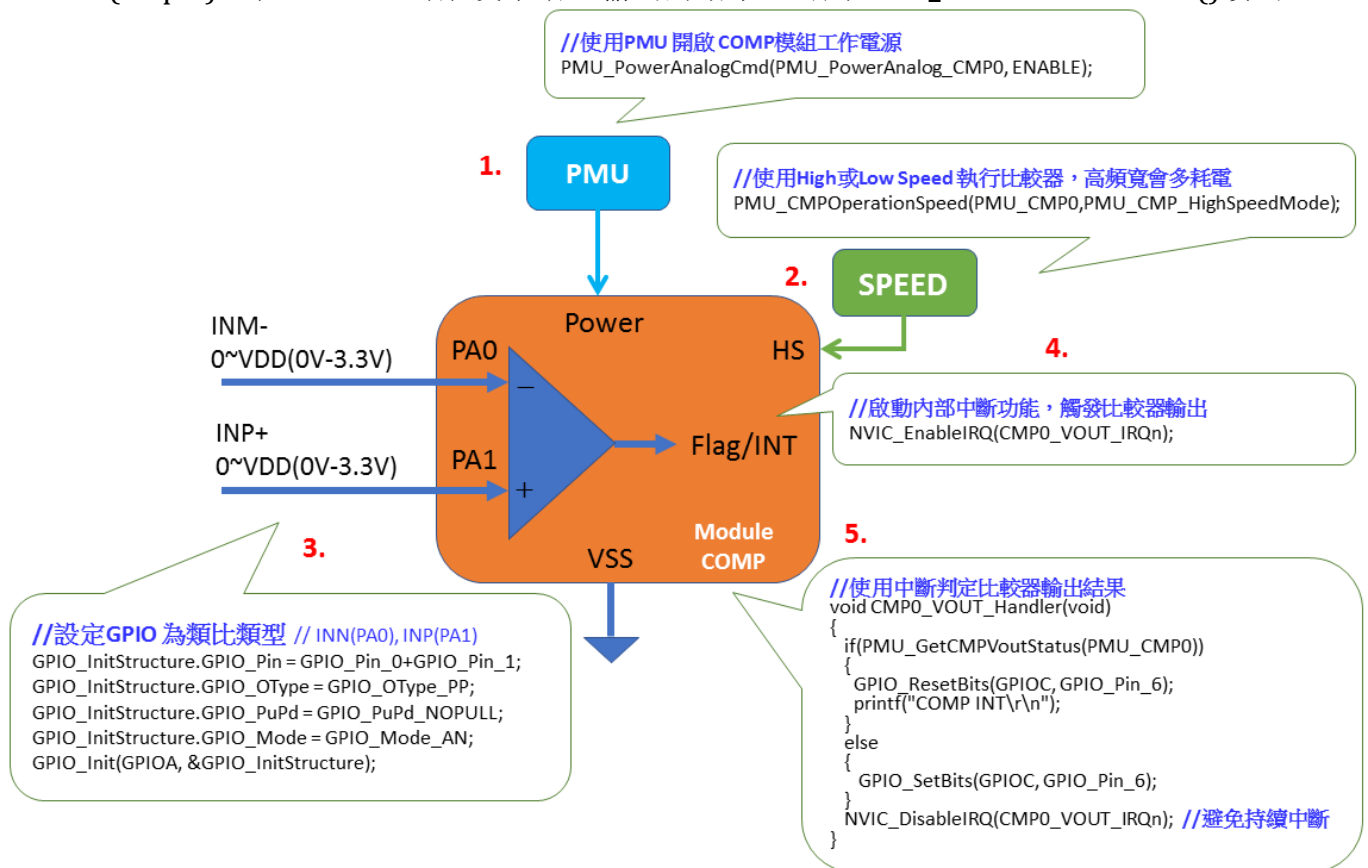 //使用PMU 開啟 COMP模組工作電源
PMU_PowerAnalogCmd(PMU_PowerAnalog_CMP0, ENABLE);
1.
PMU
//使用High或Low Speed 執行比較器，高頻寬會多耗電
PMU_CMPOperationSpeed(PMU_CMP0,PMU_CMP_HighSpeedMode);
2.
SPEED
Power
INM-
0~VDD(0V-3.3V)
PA0
HS
4.
//啟動內部中斷功能，觸發比較器輸出
NVIC_EnableIRQ(CMP0_VOUT_IRQn);
−
INP+
0~VDD(0V-3.3V)
PA1
+
Flag/INT
3.
Module
COMP
VSS
5.
//設定GPIO 為類比類型 // INN(PA0), INP(PA1)
GPIO_InitStructure.GPIO_Pin = GPIO_Pin_0+GPIO_Pin_1;
GPIO_InitStructure.GPIO_OType = GPIO_OType_PP;
GPIO_InitStructure.GPIO_PuPd = GPIO_PuPd_NOPULL;
GPIO_InitStructure.GPIO_Mode = GPIO_Mode_AN;
GPIO_Init(GPIOA, &GPIO_InitStructure);
//使用中斷判定比較器輸出結果
void CMP0_VOUT_Handler(void)
{
if(PMU_GetCMPVoutStatus(PMU_CMP0))
{
GPIO_ResetBits(GPIOC, GPIO_Pin_6);
printf("COMP INT\r\n");
}
else
{
GPIO_SetBits(GPIOC, GPIO_Pin_6);
}
NVIC_DisableIRQ(CMP0_VOUT_IRQn); //避免持續中斷
}